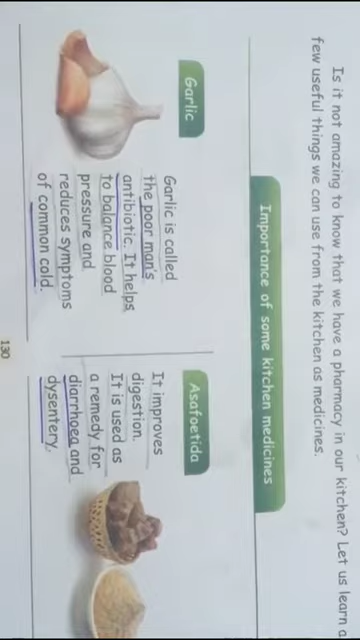 Is it not amazing to know that we have a pharmacy in our kitchen? Let us learn a
few useful things we can use from the kitchen as medicines.
Importance of some kitchen medicines
Garlic
Garlic is called
the poor man's
antibiotic. It helps
to balance blood
pressure and
reduces symptoms
of common cold.
Asafoetida
It improves
digestion.
It is used as
a remedy for
diarrhoea and
dysentery.
130